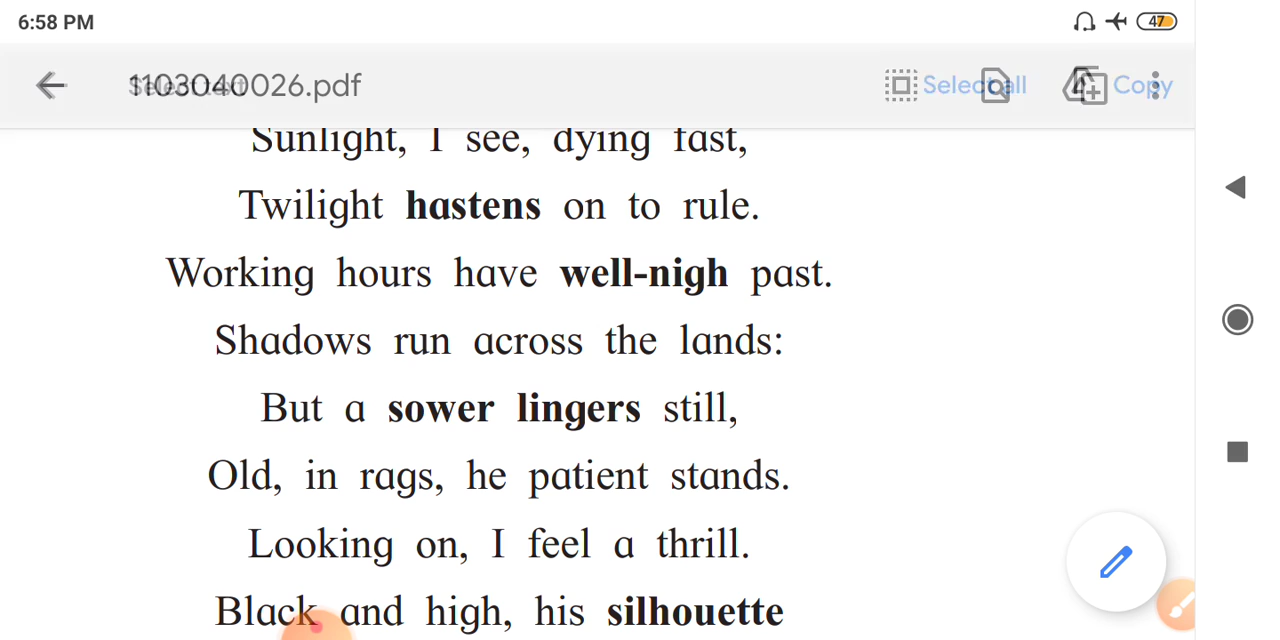 6:58 PM
47
1103040026.pdf
Select all
Copy
Sunlight, I see, dying fast,
Twilight hastens on to rule.
Working hours have well-nigh past.
Shadows run across the lands:
But a sower lingers still,
Old, in rags, he patient stands.
Looking on, I feel a thrill.
Black and high, his silhouette